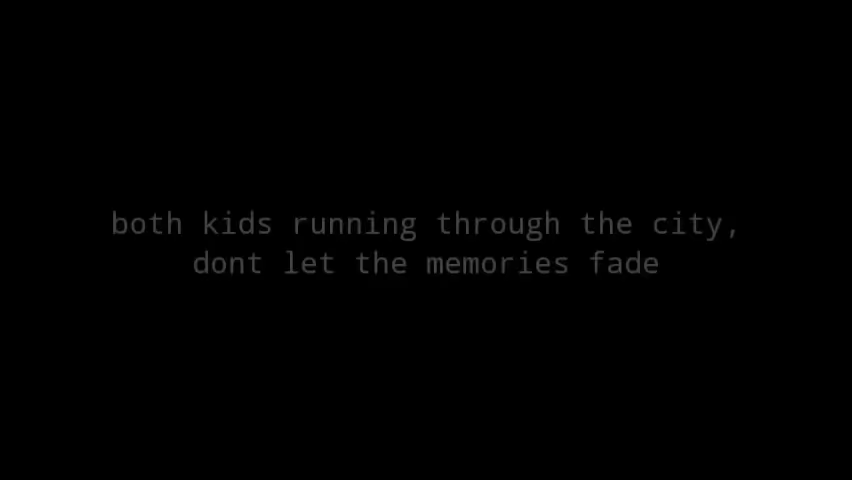 both kids running through the city,
dont let the memories fade